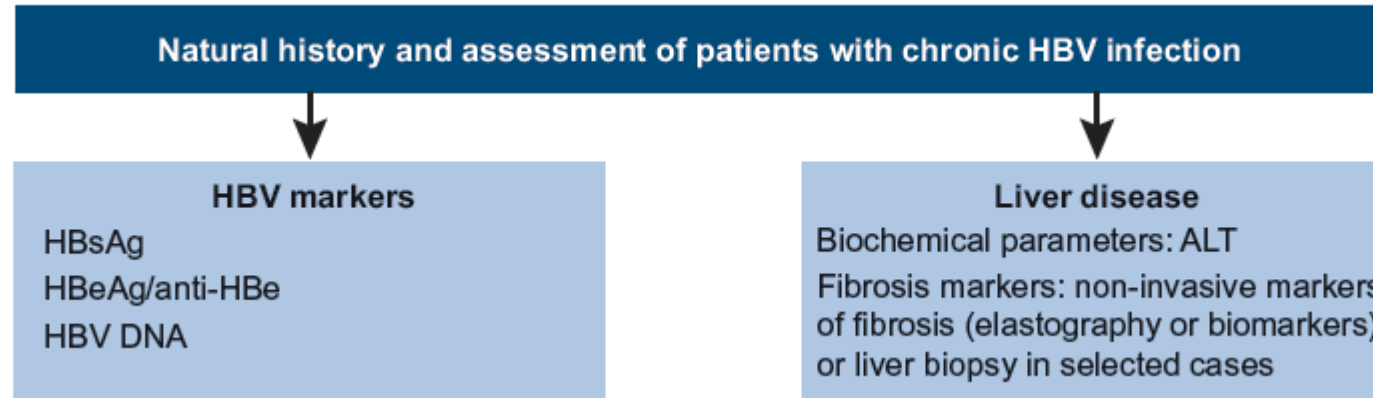 Natural history and assessment of patients with chronic HBV infection
HBV markers
HBsAg
HBeAg/anti-HBe
HBV DNA
Liver disease
Biochemical parameters: ALT
Fibrosis markers: non-invasive markers
of fibrosis (elastography or biomarkers)
or liver biopsy in selected cases